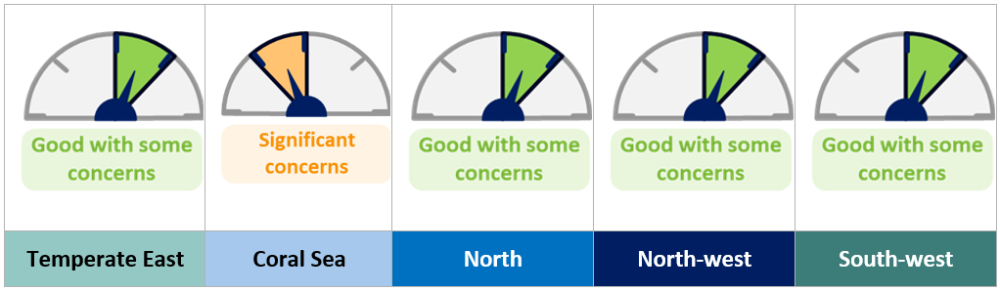 Good with some
concerns
Significant
concerns
Good with some
concerns
Good with some
concerns
Good with some
concerns
Temperate East
Coral Sea
North
North-west
South-west